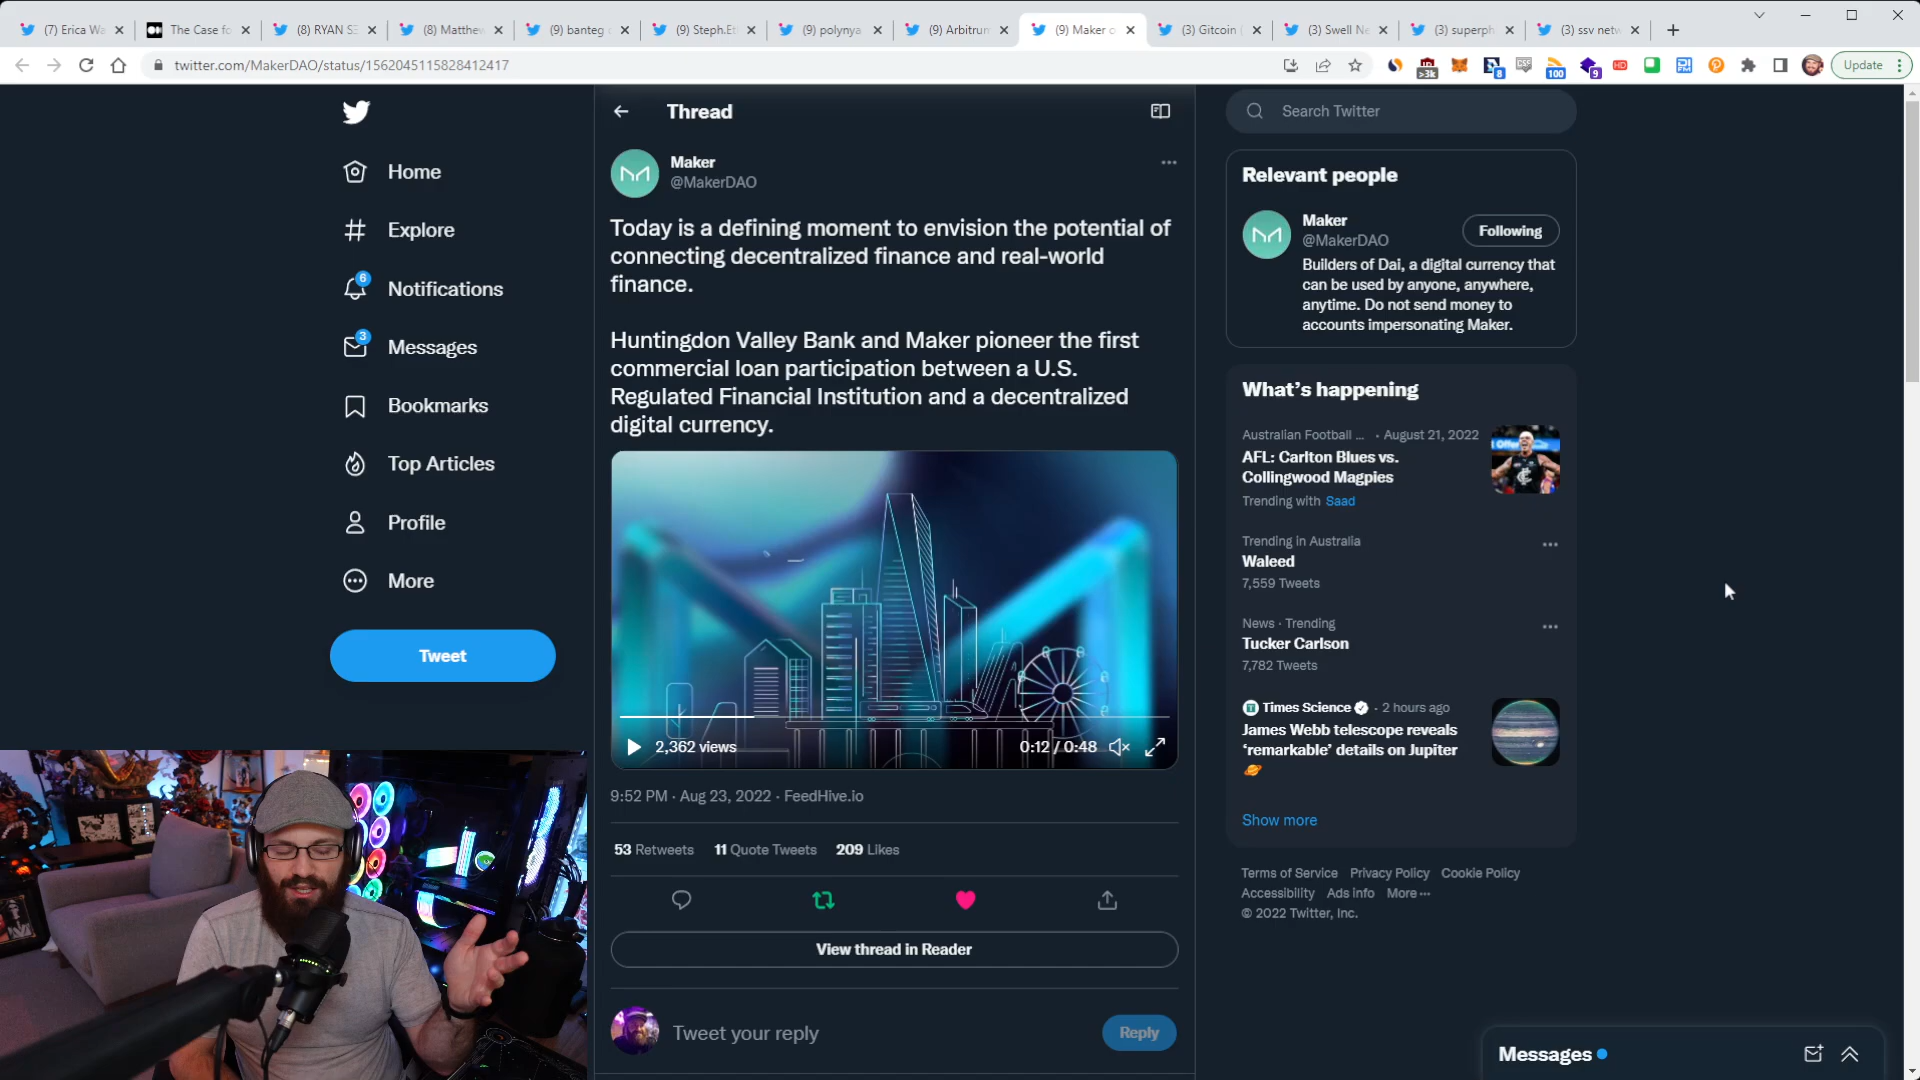 (7) Erica Wa
The Case fo
(8) RYAN SΞ
(8) Matthew
(9) banteg
(9) Steph.Et
(9) polynya
(9) Arbitrum
(9) Maker o
(3) Gitcoin
(3) Swell Ne
(3) superph
(3) ssv netw
twitter.com/MakerDAO/status/1562045115828412417
>3k
8
100
9
HD
Update
Home
Explore
6
Notifications
3
Messages
Bookmarks
Top Articles
Profile
More
Tweet
Thread
Maker
@MakerDAO
Today is a defining moment to envision the potential of
connecting decentralized finance and real-world
finance.
Huntingdon Valley Bank and Maker pioneer the first
commercial loan participation between a U.S.
Regulated Financial Institution and a decentralized
digital currency.
2,362 views
0:12 / 0:48
9:52 PM · Aug 23, 2022 · FeedHive.io
53 Retweets 11 Quote Tweets 209 Likes
View thread in Reader
Tweet your reply
Reply
Search Twitter
Relevant people
Maker
@MakerDAO
Following
Builders of Dai, a digital currency that
can be used by anyone, anywhere,
anytime. Do not send money to
accounts impersonating Maker.
What's happening
Australian Football ... · August 21, 2022
AFL: Carlton Blues vs.
Collingwood Magpies
Trending with Saad
Trending in Australia
Waleed
7,559 Tweets
News · Trending
Tucker Carlson
7,782 Tweets
Times Science · 2 hours ago
James Webb telescope reveals
'remarkable' details on Jupiter
Show more
Terms of Service Privacy Policy Cookie Policy
Accessibility Ads info More ...
© 2022 Twitter, Inc.
Messages